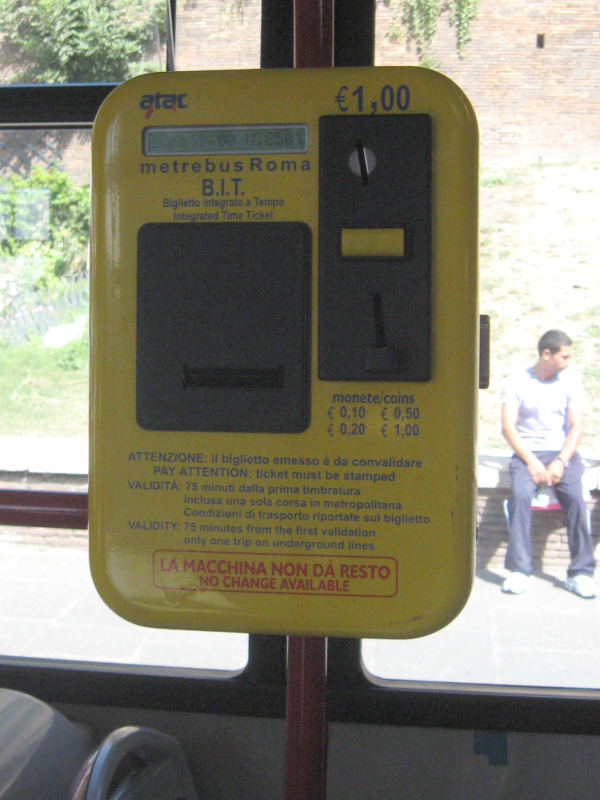 atac
€1,00
metrebus Roma
B.I.T.
Biglietto integrato a Tempo
Integrated Time Ticket
monete/coins
€ 0,10 € 0,50
€ 0,20 € 1,00
ATTENZIONE: il biglietto emesso è da convalidare
PAY ATTENTION: ticket must be stamped
VALIDITÁ: 75 minuti dalla prima timbratura
inclusa una sola corsa in metropolitana
Condizioni di trasporto riportate sul biglietto
VALIDITY: 75 minutes from the first validation
only one trip on underground lines
LA MACCHINA NON DÁ RESTO
NO CHANGE AVAILABLE